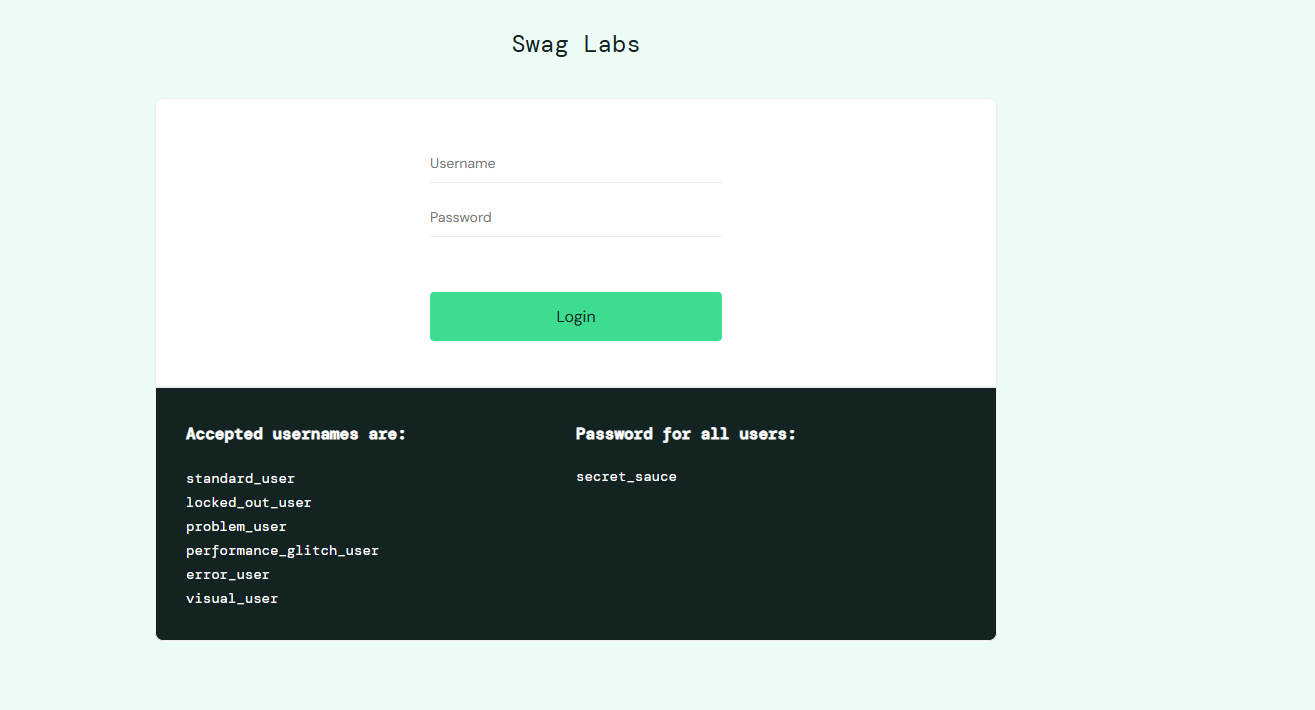 Swag Labs
Username
Password
Login
Accepted usernames are:
standard_user
locked_out_user
problem_user
performance_glitch_user
error_user
visual_user
Password for all users:
secret_sauce